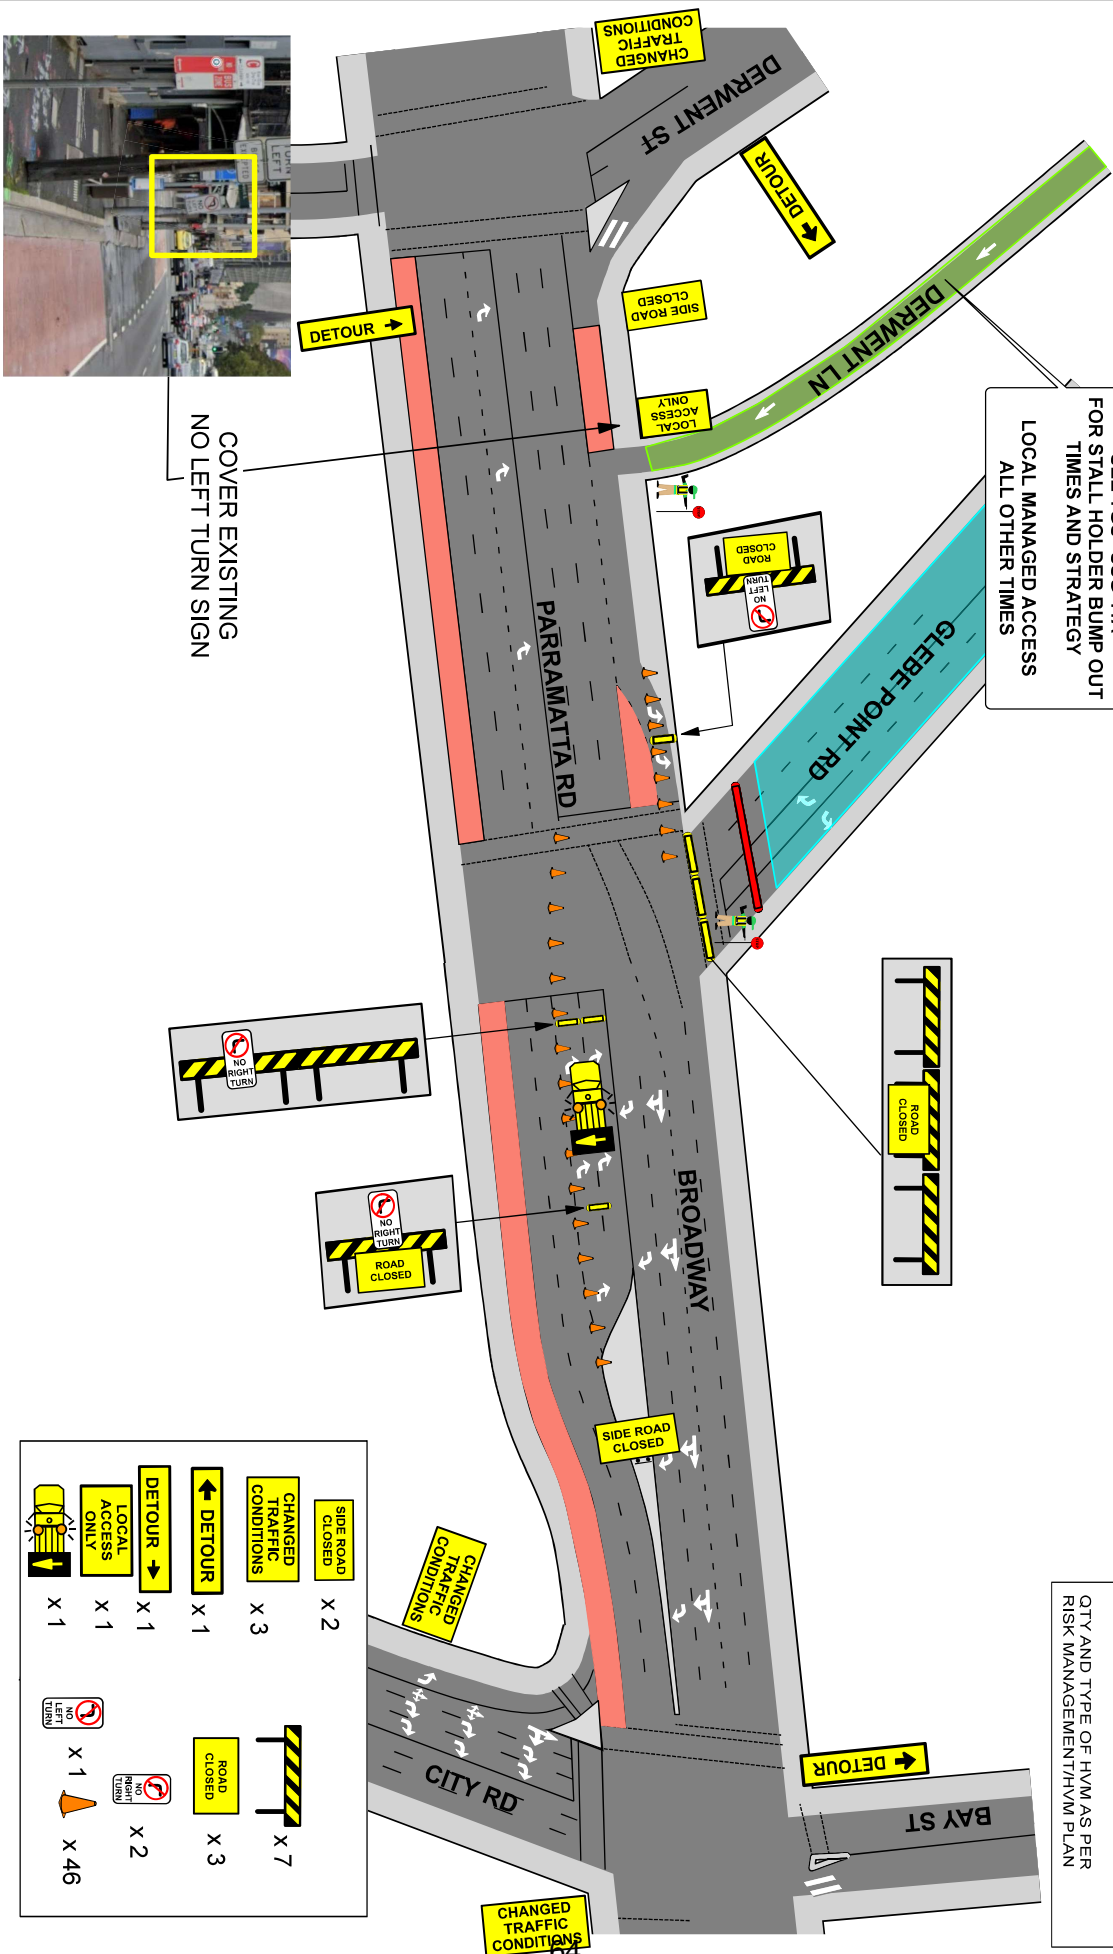 CHANGED
TRAFFIC
CONDITIONS
DERWENT ST
DETOUR
DERWENT LN
SIDE ROAD
CLOSED
DETOUR
LOCAL
ACCESS
ONLY
FOR STALL HOLDER BUMP OUT
TIMES AND STRATEGY
LOCAL MANAGED ACCESS
ALL OTHER TIMES
COVER EXISTING
NO LEFT TURN SIGN
ROAD
CLOSED
NO
LEFT
TURN
GLEBE POINT RD
PARRAMATTA RD
NO
RIGHT
TURN
ROAD
CLOSED
NO
RIGHT
TURN
ROAD
CLOSED
BROADWAY
SIDE ROAD
CLOSED
CHANGED
TRAFFIC
CONDITIONS
CITY RD
DETOUR
BAY ST
CHANGED
TRAFFIC
CONDITIONS
64
QTY AND TYPE OF HVM AS PER
RISK MANAGEMENT/HVM PLAN
SIDE ROAD
CLOSED
x 2
CHANGED
TRAFFIC
CONDITIONS
x 3
DETOUR
x 1
DETOUR
x 1
LOCAL
ACCESS
ONLY
x 1
x 1
x 7
ROAD
CLOSED
x 3
NO
RIGHT
TURN
x 2
NO
LEFT
TURN
x 1
x 46